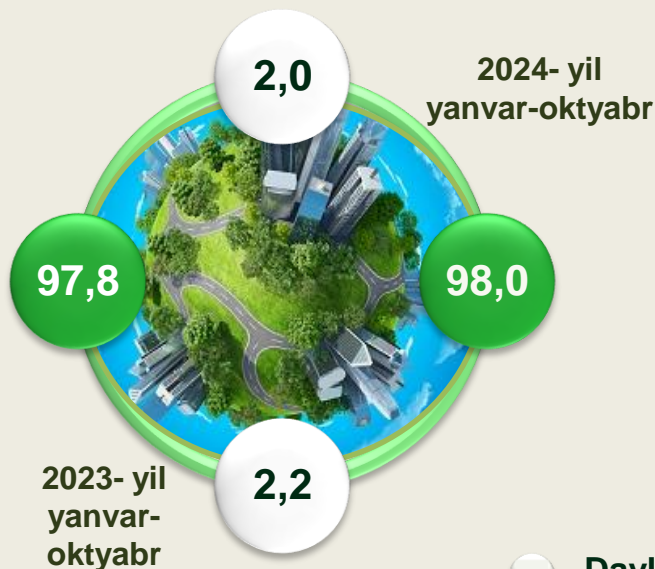 2,0
2024- yil
yanvar-oktyabr
97,8
98,0
2023- yil
yanvar-
oktyabr
2,2